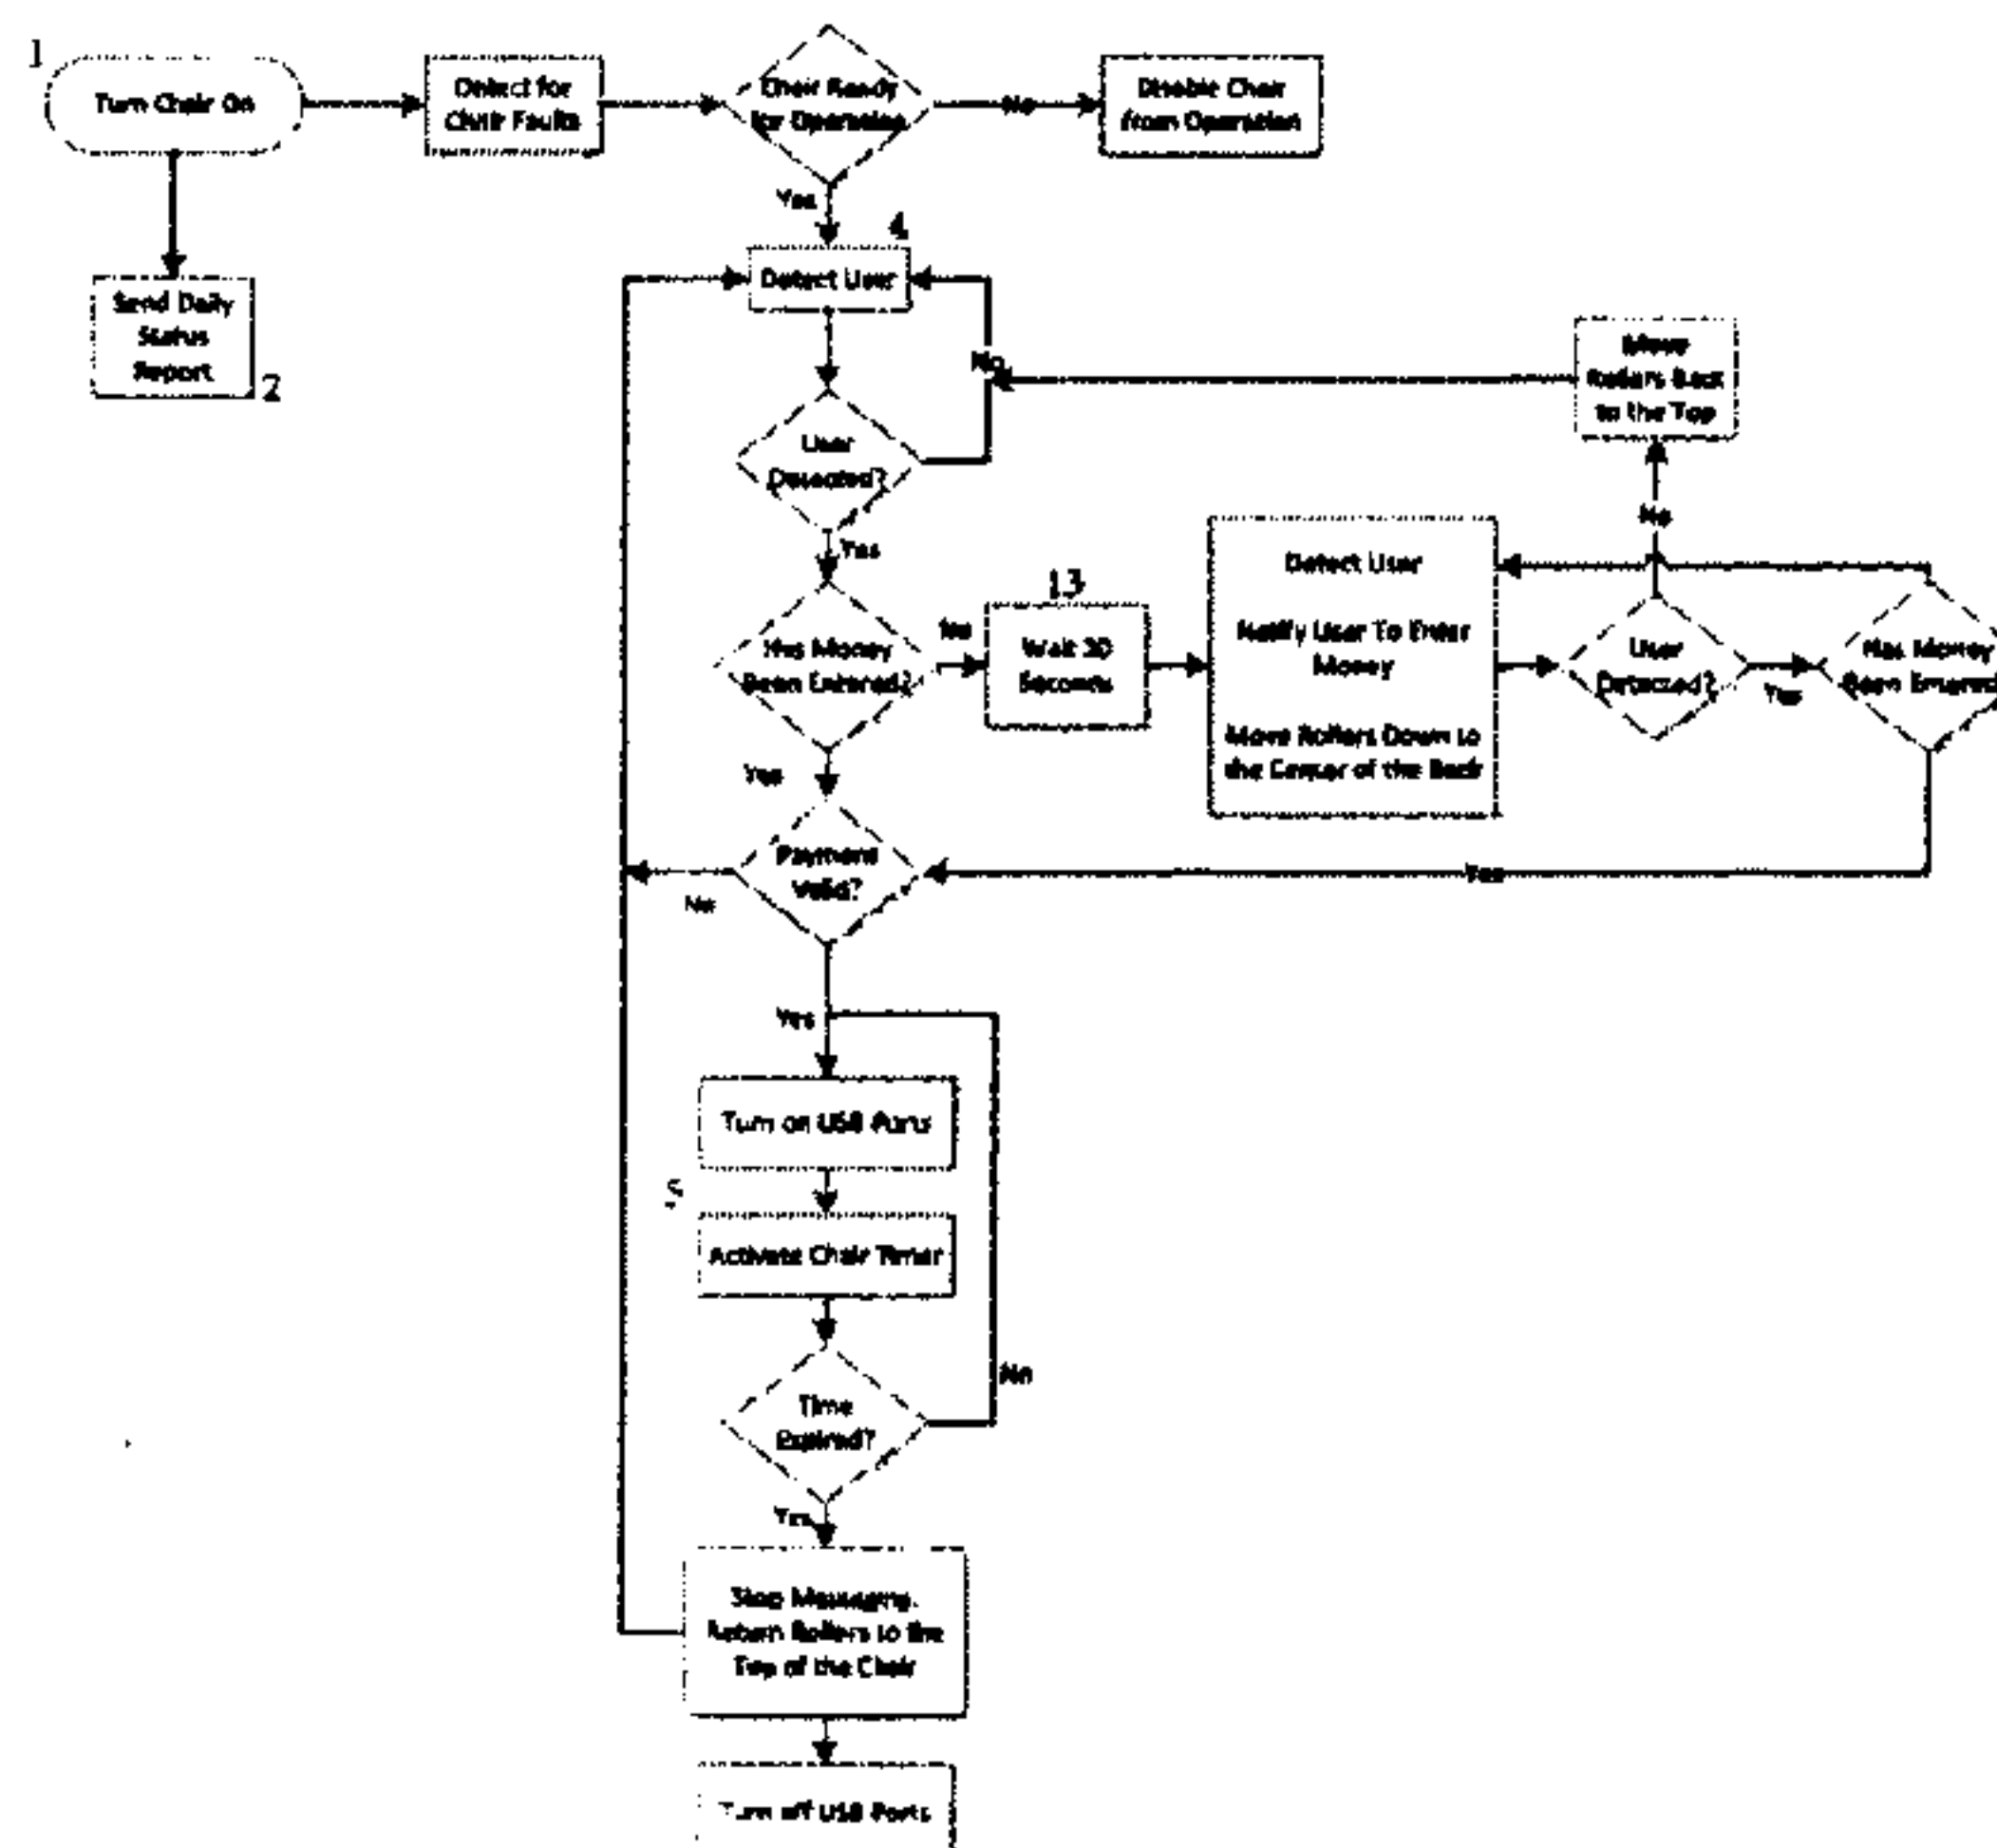 1
Turn Chair On
Detect for
Chair Faults
Chair Ready
for Operation
No
Disable Chair
from Operation
Yes
4
Detect User
Send Daily
Status
Report
2
No
Move
Rollers Back
to the Top
User
Detected?
Yes
No
13
Has Money
Been Entered?
No
Wait 20
Seconds
Detect User
Notify User To Enter
Money
Move Rollers Down to
the Center of the Back
User
Detected?
Yes
Has Money
Been Entered
Yes
Payment
Valid?
No
Yes
Yes
Turn on USB Ports
5
Activate Chair Timer
No
Time
Expired?
Yes
Stop Massaging.
Return Rollers to the
Top of the Chair
Turn off USB Ports